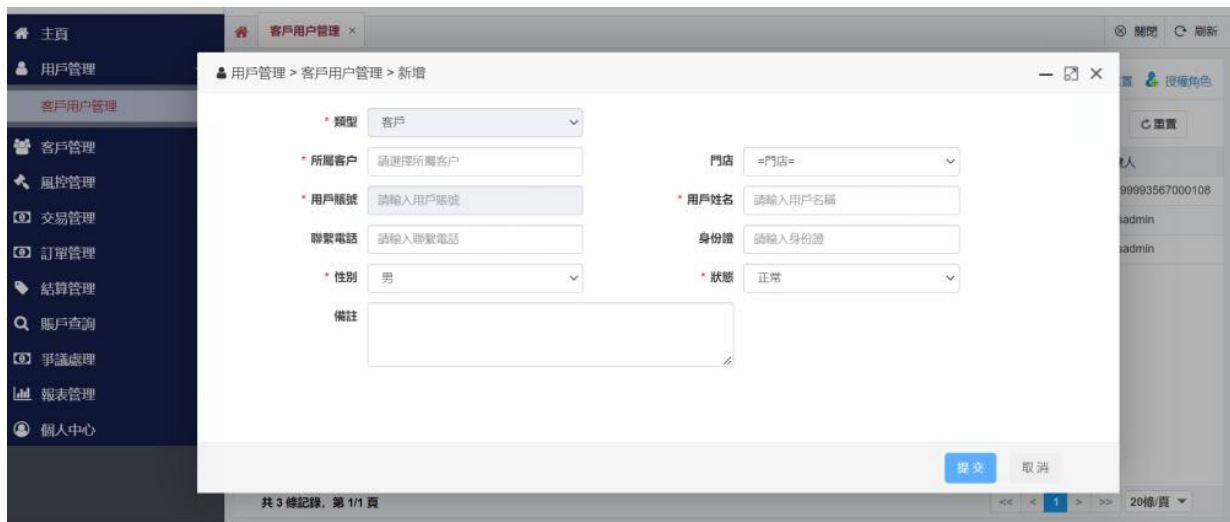 主頁
客戶用户管理 ×
關閉 刷新
用戶管理
用戶管理 > 客戶用户管理 > 新增
授權角色
客戶用户管理
* 類型 客戶
重置
客戶管理
* 所屬客户 請選擇所屬客户 門店 =門店=
風控管理
99993567000108
* 用戶賬號 請輸入用戶賬號 * 用戶姓名 請輸入用戶名稱
交易管理
admin
聯繫電話 請輸入聯繫電話 身份證 請輸入身份證
訂單管理
admin
* 性別 男 * 狀態 正常
結算管理
備註
賬戶查詢
爭議處理
報表管理
個人中心
提交 取消
共 3 條記錄，第 1/1 頁 << < 1 > >> 20條/頁